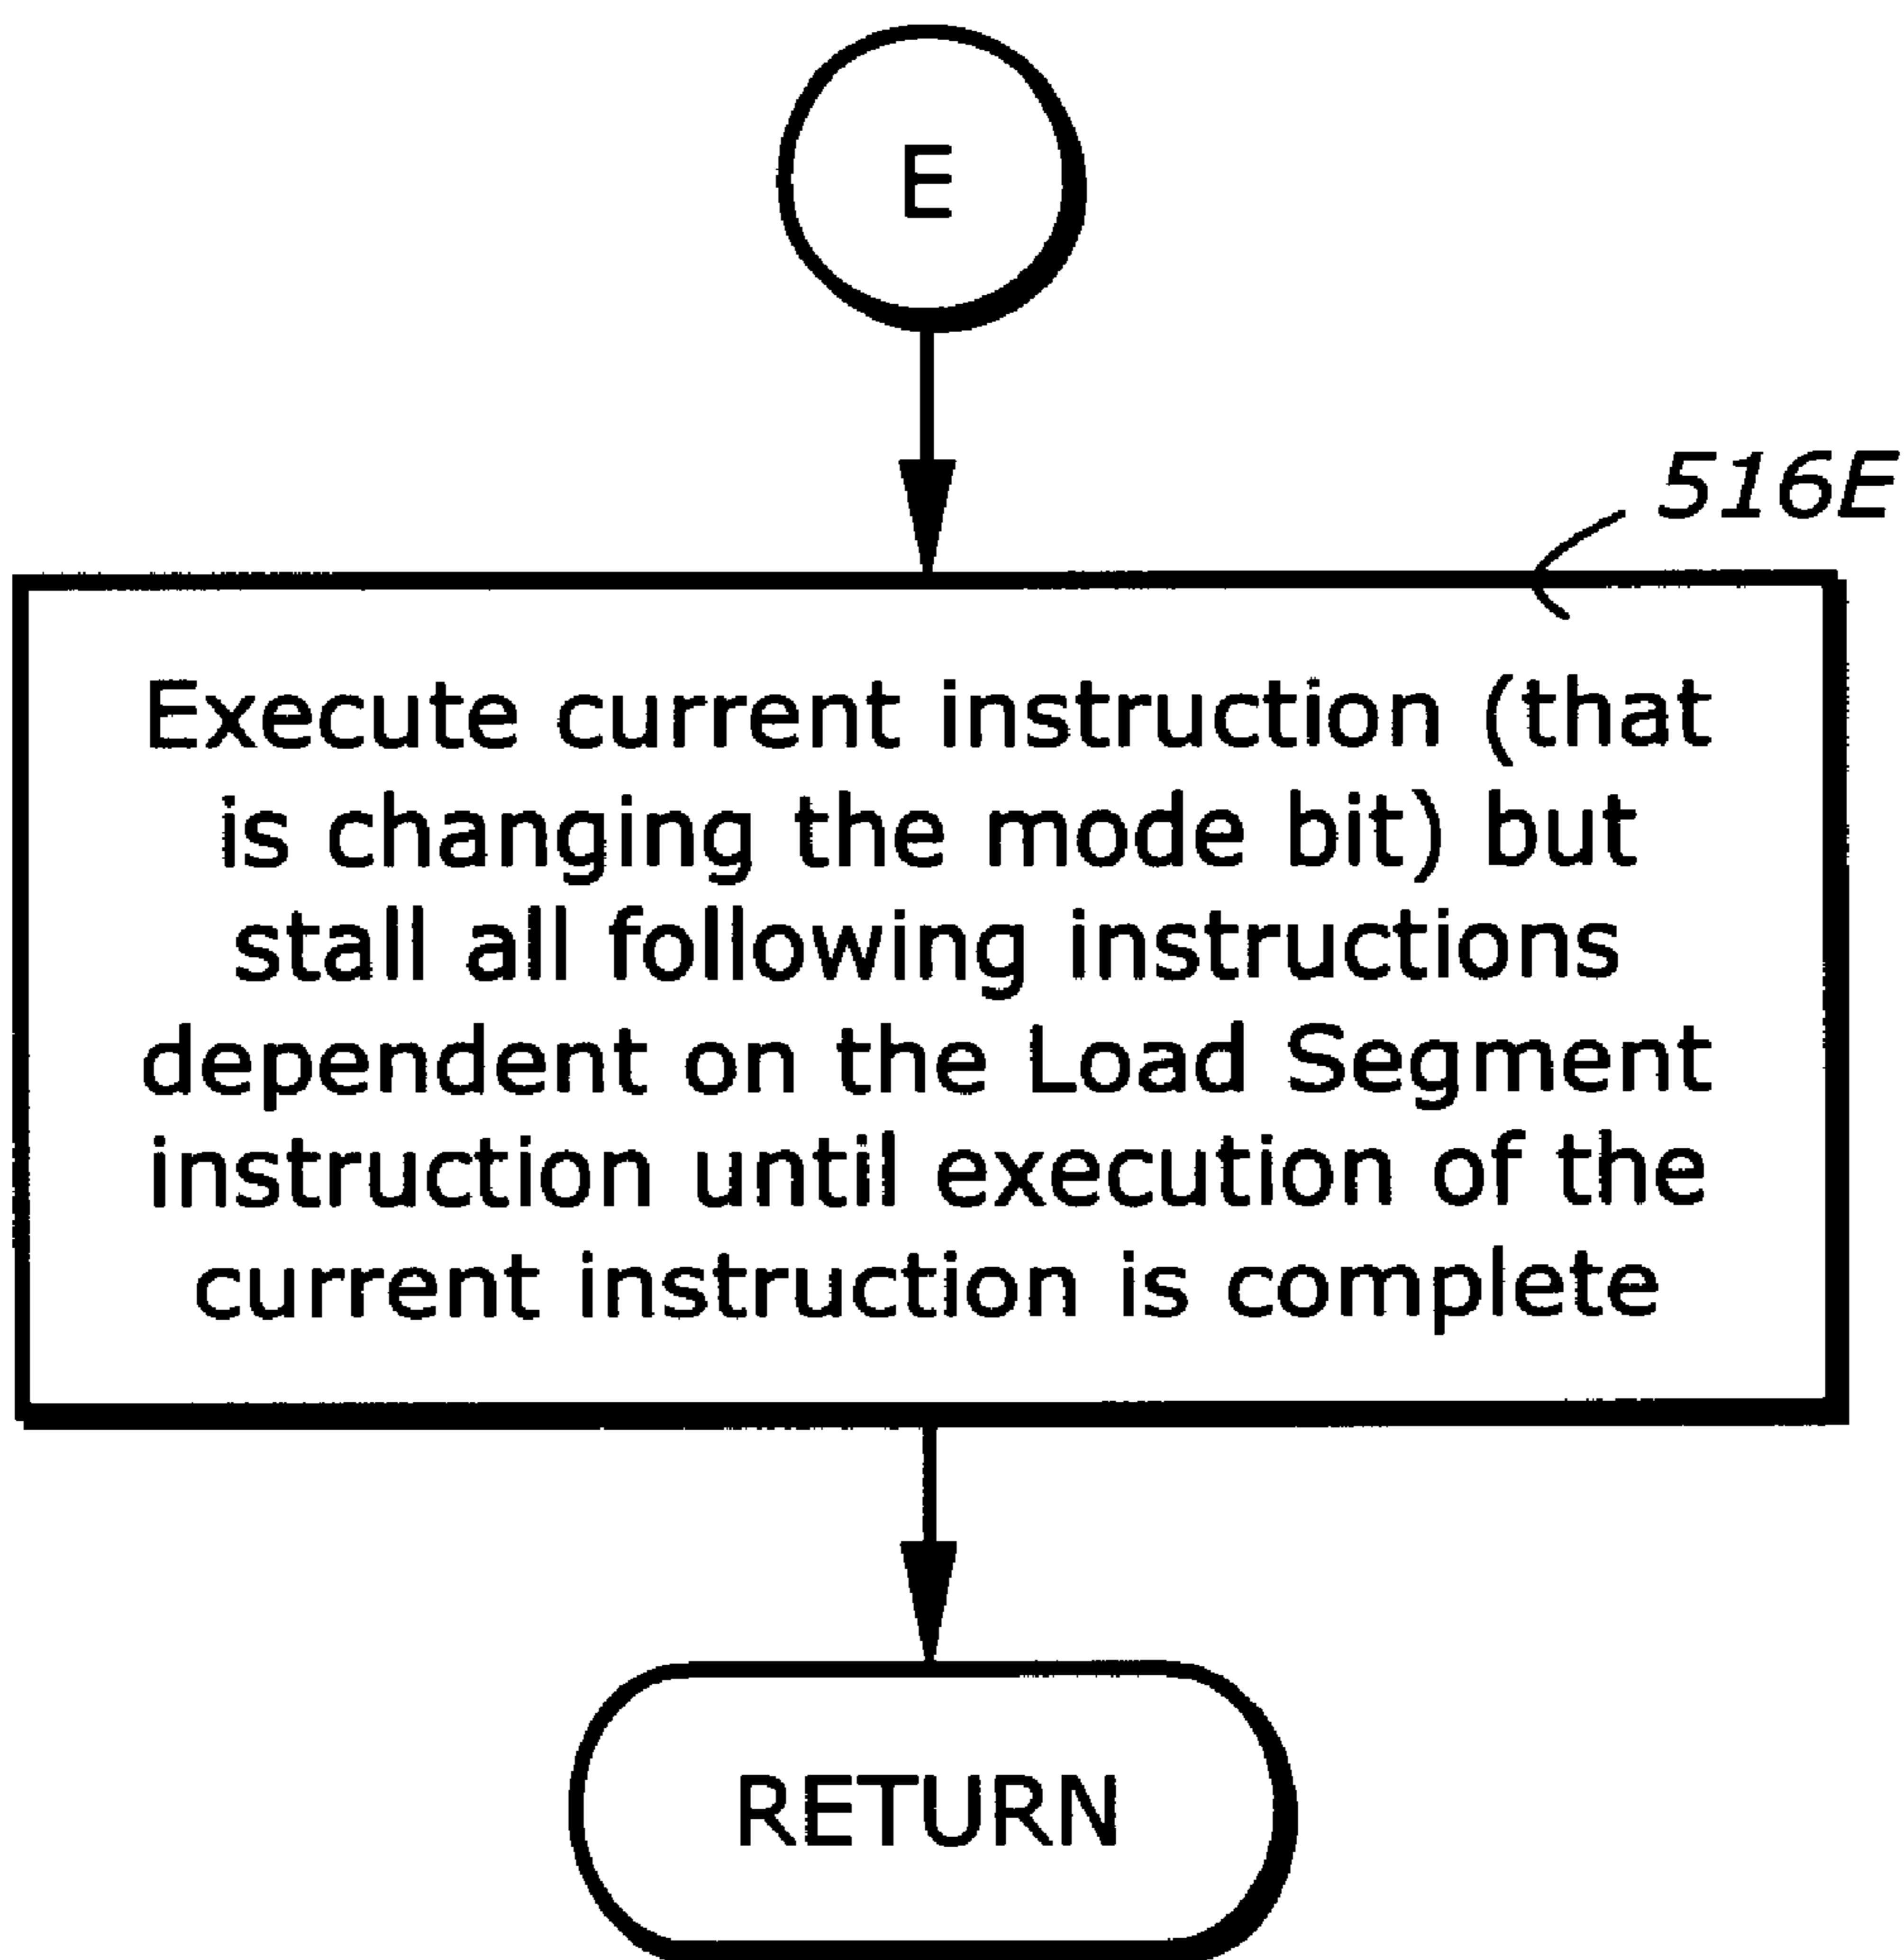 E
516E
Execute current instruction (that
is changing the mode bit) but
stall all following instructions
dependent on the Load Segment
instruction until execution of the
current instruction is complete
RETURN